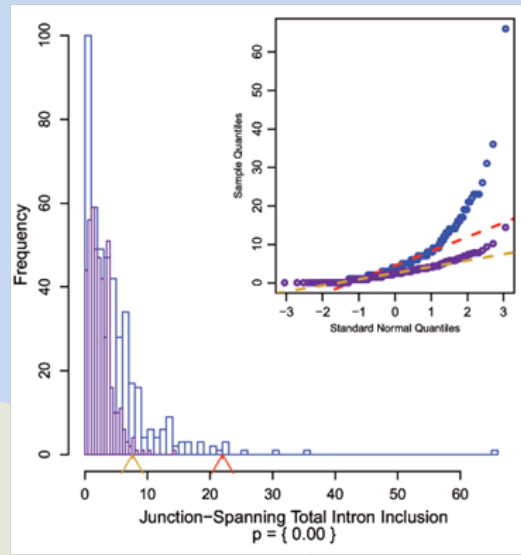 Frequency
0
20
40
60
80
100
Sample Quantiles
0
10
20
30
40
50
60
-3 -2 -1 0 1 2 3
Standard Normal Quantiles
0 10 20 30 40 50 60
Junction-Spanning Total Intron Inclusion
p = { 0.00 }